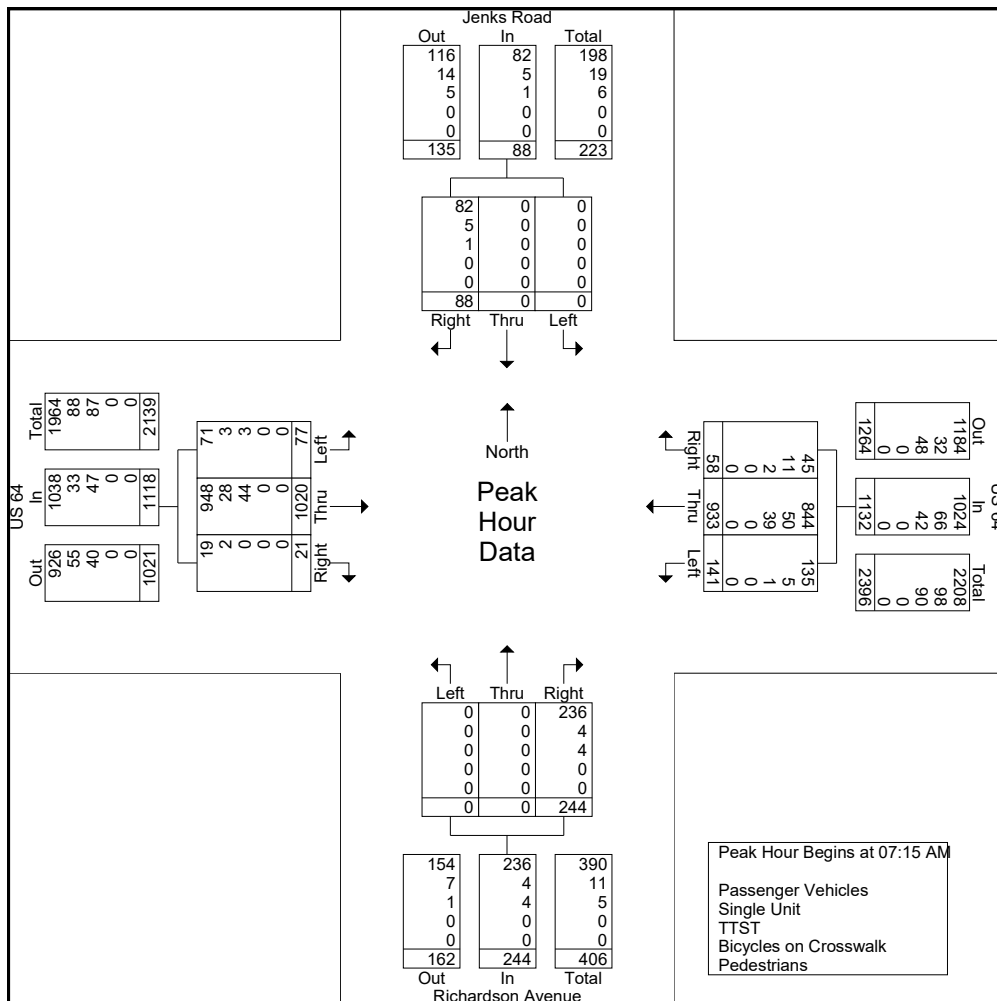 Jenks Road
Out In Total
116 82 198
14 5 19
5 1 6
0 0 0
0 0 0
135 88 223
82 0 0
5 0 0
1 0 0
0 0 0
0 0 0
88 0 0
Right Thru Left
US 64
Total
1964 88 87 0 0 2139
In
1038 33 47 0 0 1118
Out
926 55 40 0 0 1021
Left
71 3 3 0 0 77
Thru
948 28 44 0 0 1020
Right
19 2 0 0 0 21
North
Peak
Hour
Data
Right
45 11 2 0 0 58
Thru
844 50 39 0 0 933
Left
135 5 1 0 0 141
US 64
Out
1184 32 48 0 0 1264
In
1024 66 42 0 0 1132
Total
2208 98 90 0 0 2396
Left Thru Right
0 0 236
0 0 4
0 0 4
0 0 0
0 0 0
0 0 244
154 236 390
7 4 11
1 4 5
0 0 0
0 0 0
162 244 406
Out In Total
Richardson Avenue
Peak Hour Begins at 07:15 AM
Passenger Vehicles
Single Unit
TTST
Bicycles on Crosswalk
Pedestrians